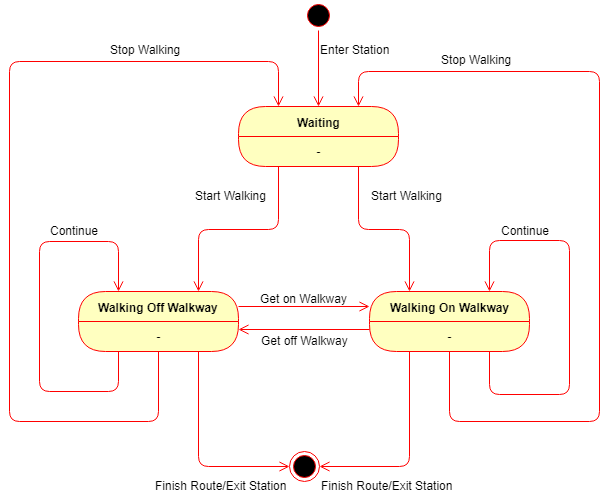 Stop Walking
Enter Station
Stop Walking
Waiting
-
Start Walking
Start Walking
Continue
Continue
Get on Walkway
Walking Off Walkway
Walking On Walkway
-
-
Get off Walkway
Finish Route/Exit Station
Finish Route/Exit Station